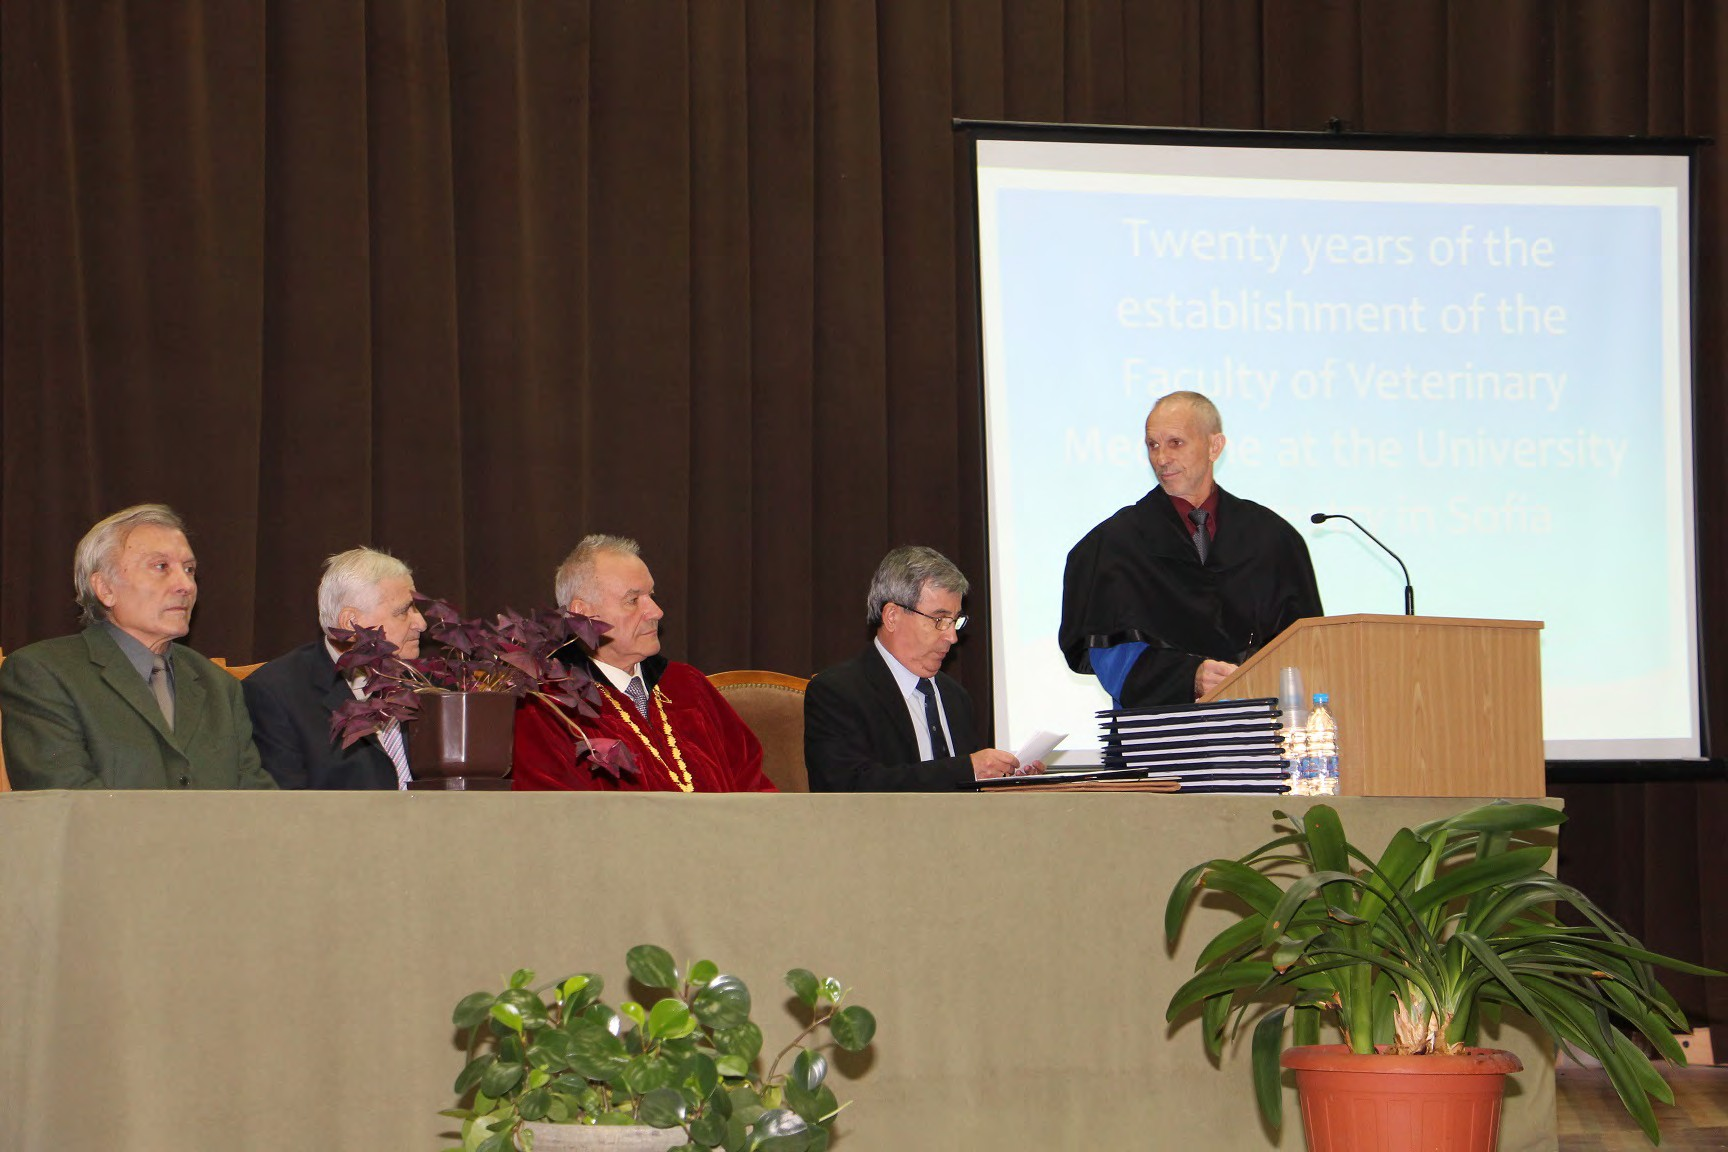 Twenty years of the
establishment of the
Faculty of Veterinary
at the University
in Sofia